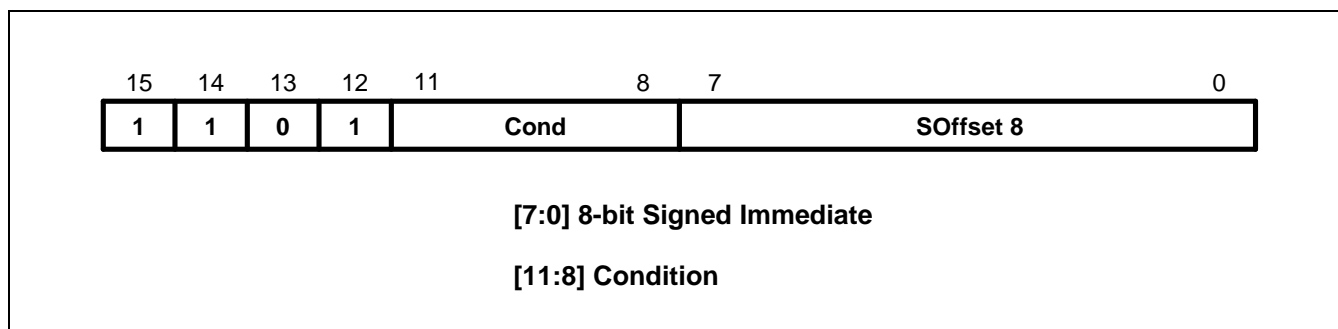 15 14 13 12 11 8 7 0
1 1 0 1 Cond SOffset 8
[7:0] 8-bit Signed Immediate
[11:8] Condition